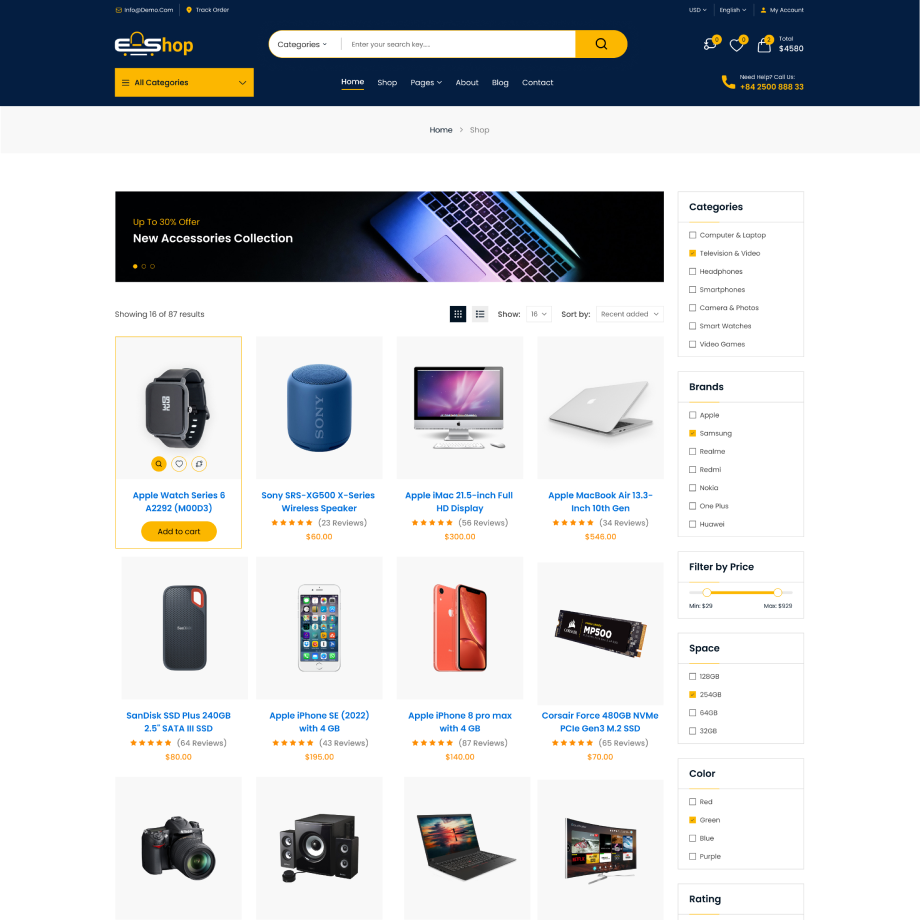 Info@Demo.Com
Track Order
USD
English
My Account
EShop
Categories
Enter your search key....
0
0
2
Total
$4580
All Categories
Home
Shop
Pages
About
Blog
Contact
Need Help? Call Us:
+84 2500 888 33
Home > Shop
Up To 30% Offer
New Accessories Collection
Showing 16 of 87 results
Show: 16
Sort by: Recent added
SONY
Apple Watch Series 6
A2292 (M00D3)
Add to cart
Sony SRS-XG500 X-Series
Wireless Speaker
(23 Reviews)
$60.00
Apple iMac 21.5-inch Full
HD Display
(56 Reviews)
$300.00
Apple MacBook Air 13.3-
Inch 10th Gen
(34 Reviews)
$546.00
SanDisk
CORSAIR
MP500
SanDisk SSD Plus 240GB
2.5" SATA III SSD
(64 Reviews)
$80.00
Apple iPhone SE (2022)
with 4 GB
(43 Reviews)
$195.00
Apple iPhone 8 pro max
with 4 GB
(87 Reviews)
$140.00
Corsair Force 480GB NVMe
PCIe Gen3 M.2 SSD
(65 Reviews)
$70.00
Categories
Computer & Laptop
Television & Video
Headphones
Smartphones
Camera & Photos
Smart Watches
Video Games
Brands
Apple
Samsung
Realme
Redmi
Nokia
One Plus
Huawei
Filter by Price
Min: $29
Max: $929
Space
128GB
254GB
64GB
32GB
Color
Red
Green
Blue
Purple
Rating